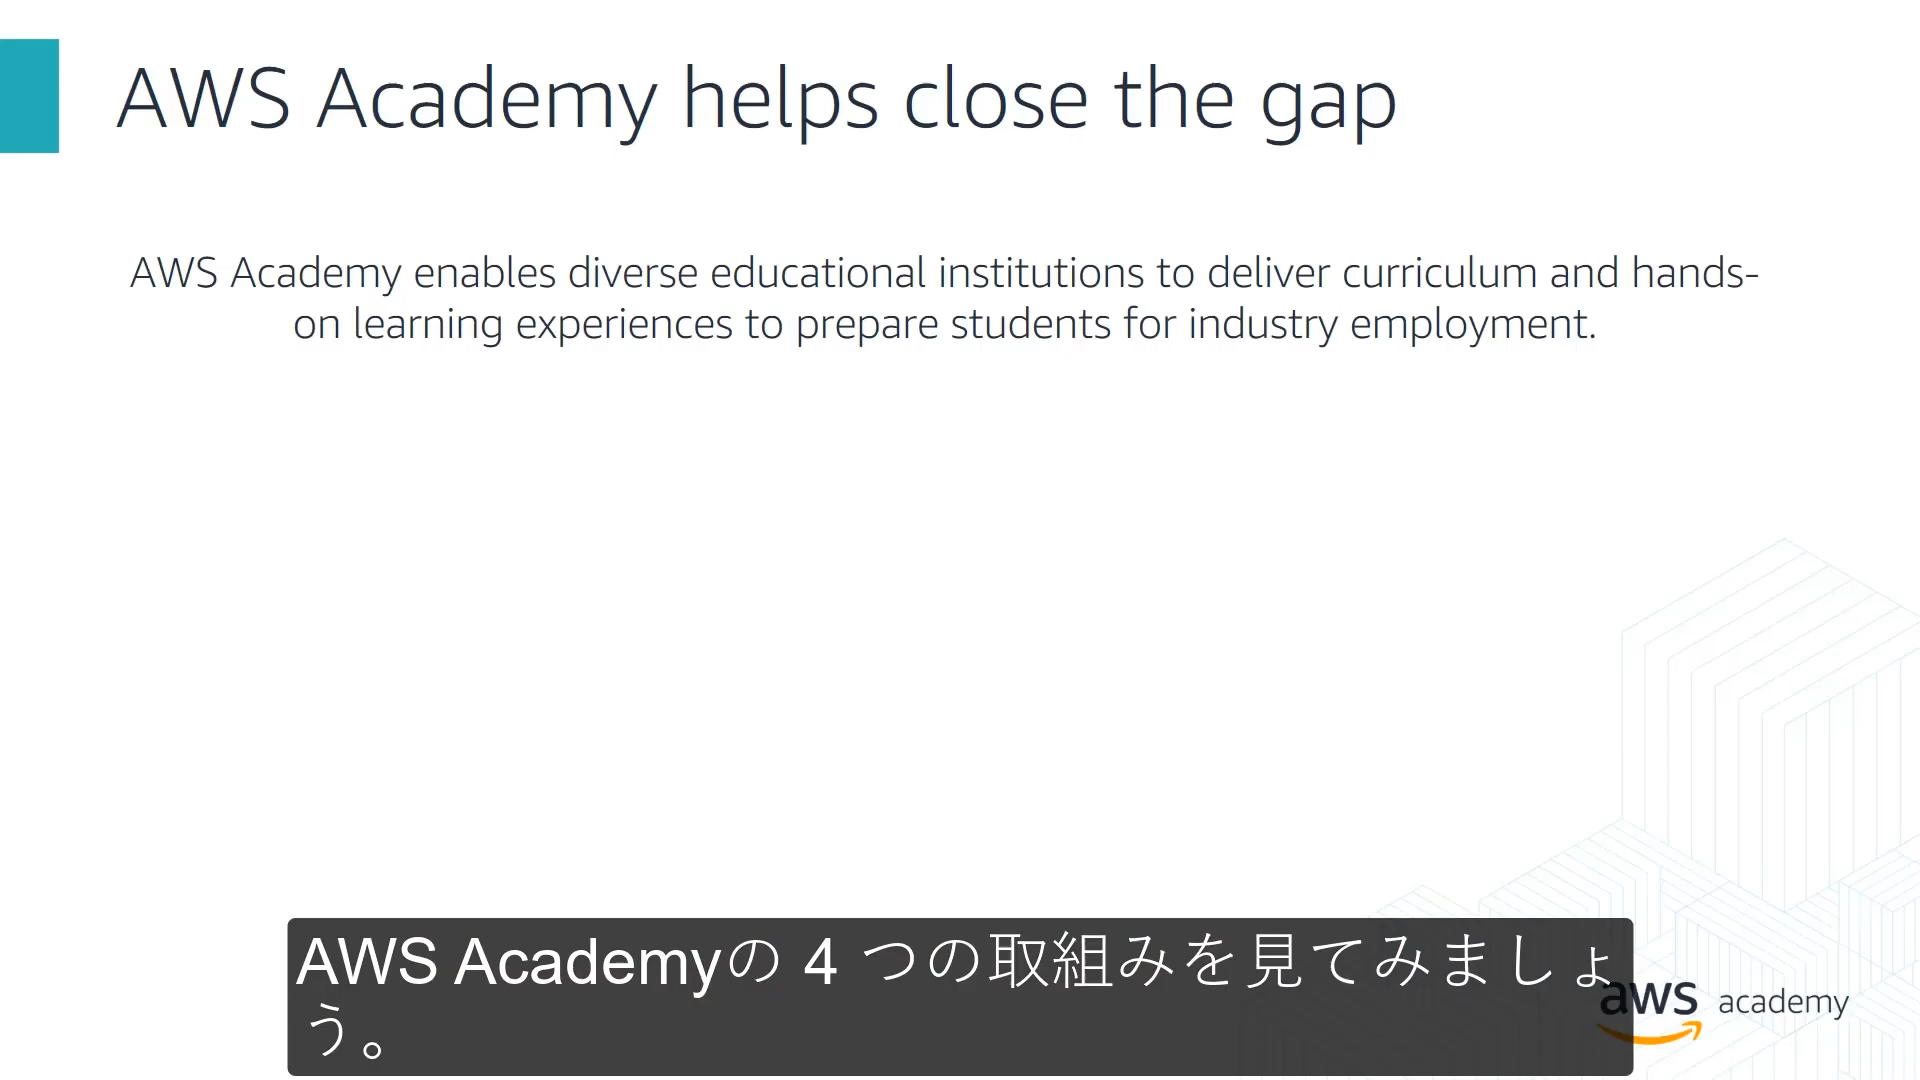 AWS Academy helps close the gap
AWS Academy enables diverse educational institutions to deliver curriculum and hands-
on learning experiences to prepare students for industry employment.
AWS Academyの 4 つの取組みを見てみましょ
う。
aws academy